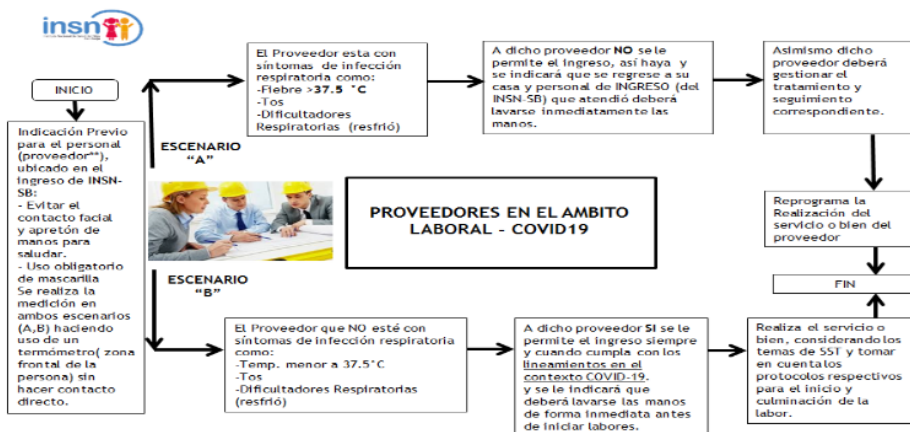 insn
INICIO
Indicación Previo
para el personal
(proveedor**),
ubicado en el
ingreso de INSN-
SB:
- Evitar el
contacto facial
y apretón de
manos para
saludar.
- Uso obligatorio
de mascarilla
Se realiza la
medición en
ambos escenarios
(A,B) haciendo
uso de un
termómetro( zona
frontal de la
persona) sin
hacer contacto
directo.
ESCENARIO
"A"
El Proveedor esta con
síntomas de infección
respiratoria como:
-Fiebre >37.5 °C
-Tos
-Dificultadores
Respiratorias (resfrió)
A dicho proveedor NO se le
permite el ingreso, así haya y
se indicará que se regrese a su
casa y personal de INGRESO (del
INSN-SB) que atendió deberá
lavarse inmediatamente las
manos.
Asimismo dicho
proveedor deberá
gestionar el
tratamiento y
seguimiento
correspondiente.
Reprograma la
Realización del
servicio o bien del
proveedor
PROVEEDORES EN EL AMBITO
LABORAL - COVID19
FIN
ESCENARIO
"B"
El Proveedor que NO esté con
síntomas de infección respiratoria
como:
-Temp. menor a 37.5°C
-Tos
-Dificultadores Respiratorias
(resfrió)
A dicho proveedor SI se le
permite el ingreso siempre
y cuando cumpla con los
lineamientos en el
contexto COVID-19.
y se le indicará que
deberá lavarse las manos
de forma inmediata antes
de iniciar labores.
Realiza el servicio o
bien, considerando los
temas de SST y tomar
en cuenta los
protocolos respectivos
para el inicio y
culminación de la
labor.